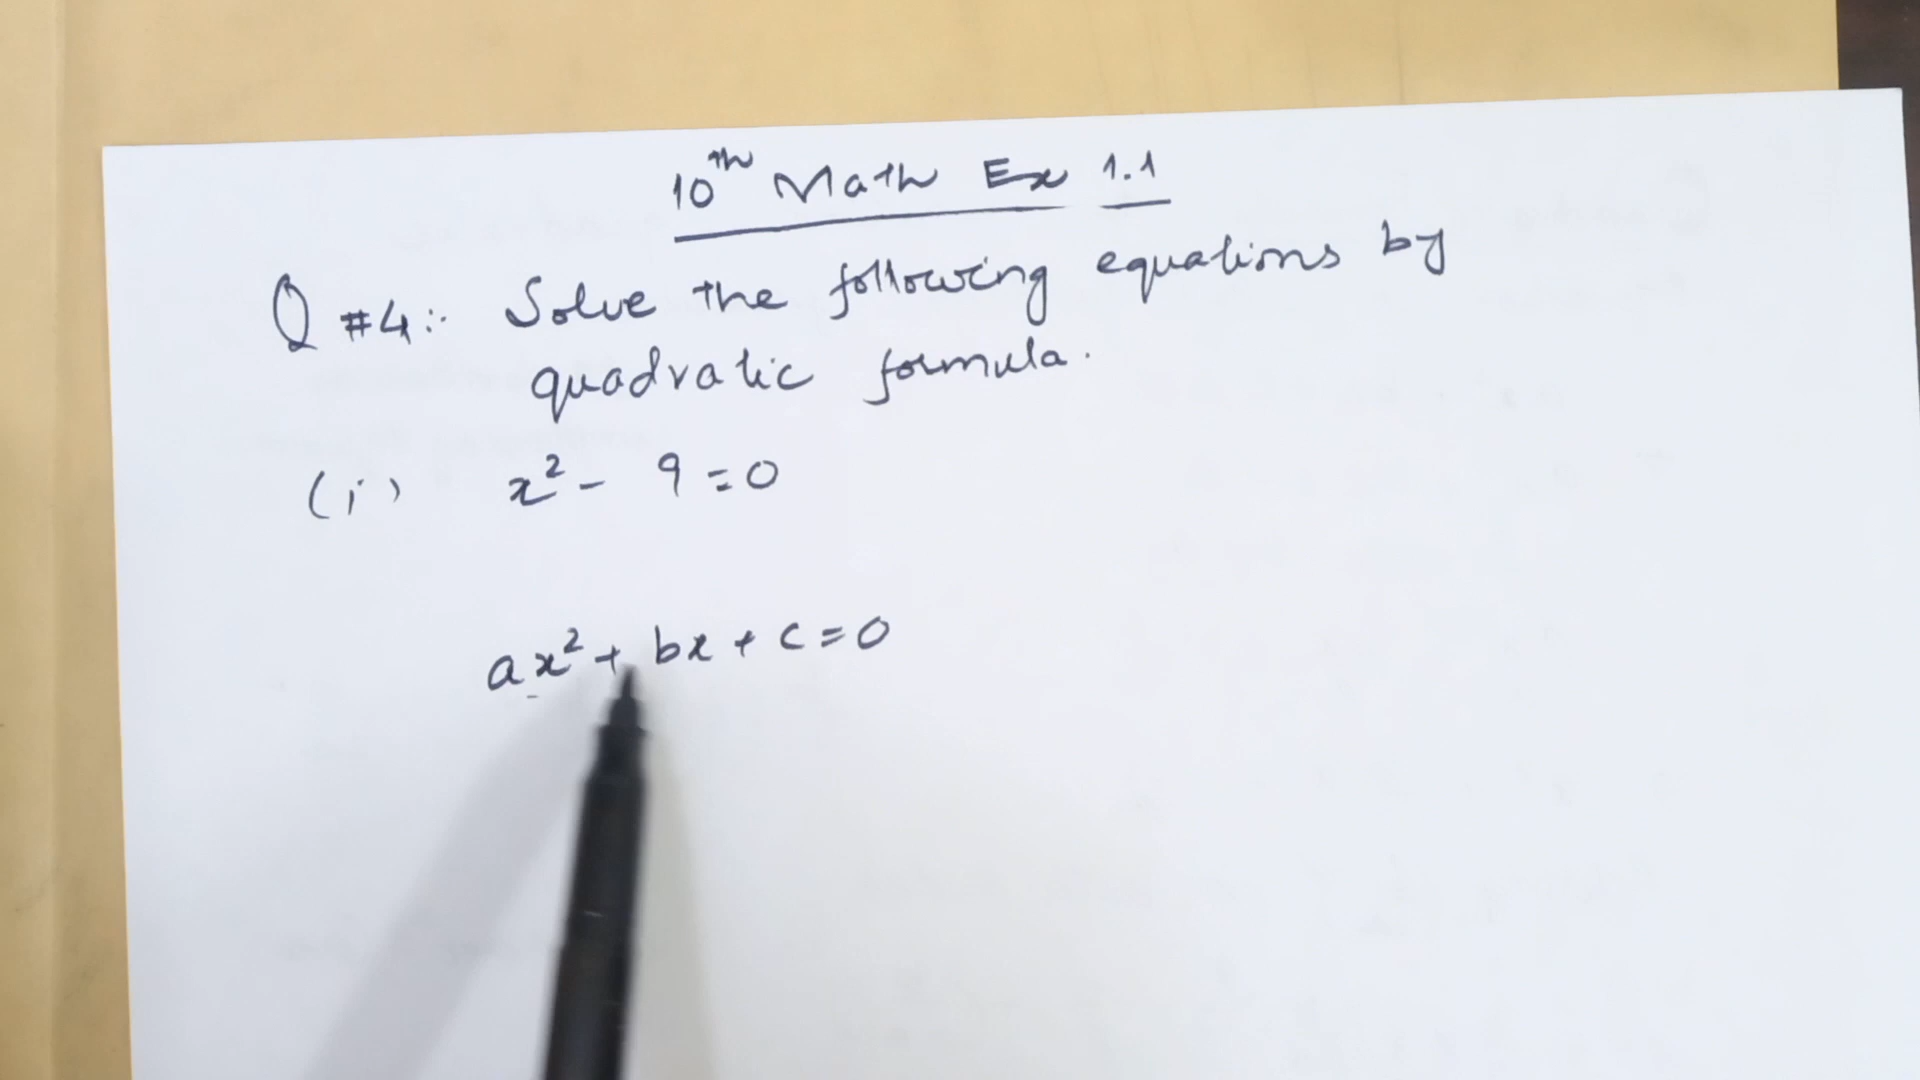 10th Math Ex 1.1
Q #4:. Solve the following equations by
quadratic formula.
(i) x² - 9 = 0
ax² + bx + c = 0